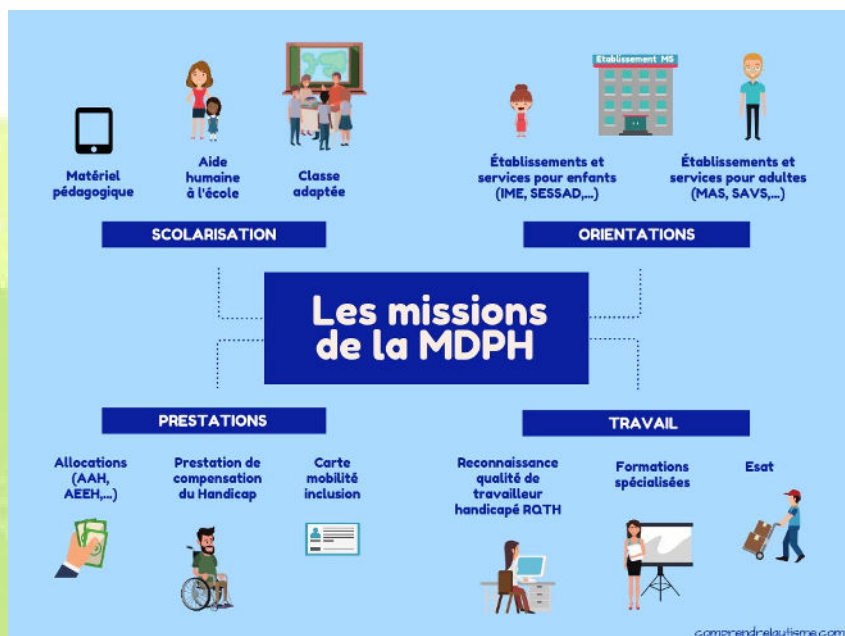 Etablissement MS
Matériel
pédagogique
Aide
humaine
à l'école
Classe
adaptée
Établissements et
services pour enfants
(IME, SESSAD,...)
Établissements et
services pour adultes
(MAS, SAVS,...)
SCOLARISATION
ORIENTATIONS
Les missions
de la MDPH
PRESTATIONS
TRAVAIL
Allocations
(AAH,
AEEH,...)
Prestation de
compensation
du Handicap
Carte
mobilité
inclusion
Reconnaissance
qualité de
travailleur
handicapé RQTH
Formations
spécialisées
Esat
comprendrelautisme.com